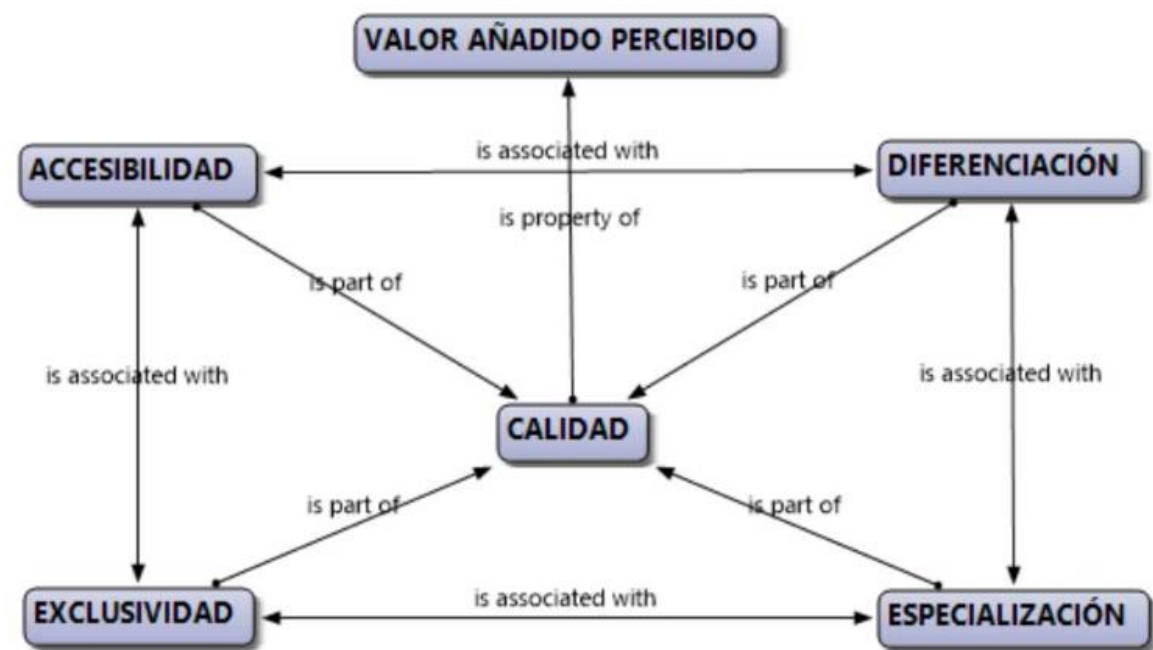 VALOR AÑADIDO PERCIBIDO
is associated with
ACCESIBILIDAD
DIFERENCIACIÓN
is property of
is part of
is part of
is associated with
is associated with
CALIDAD
is part of
is part of
is associated with
EXCLUSIVIDAD
ESPECIALIZACIÓN